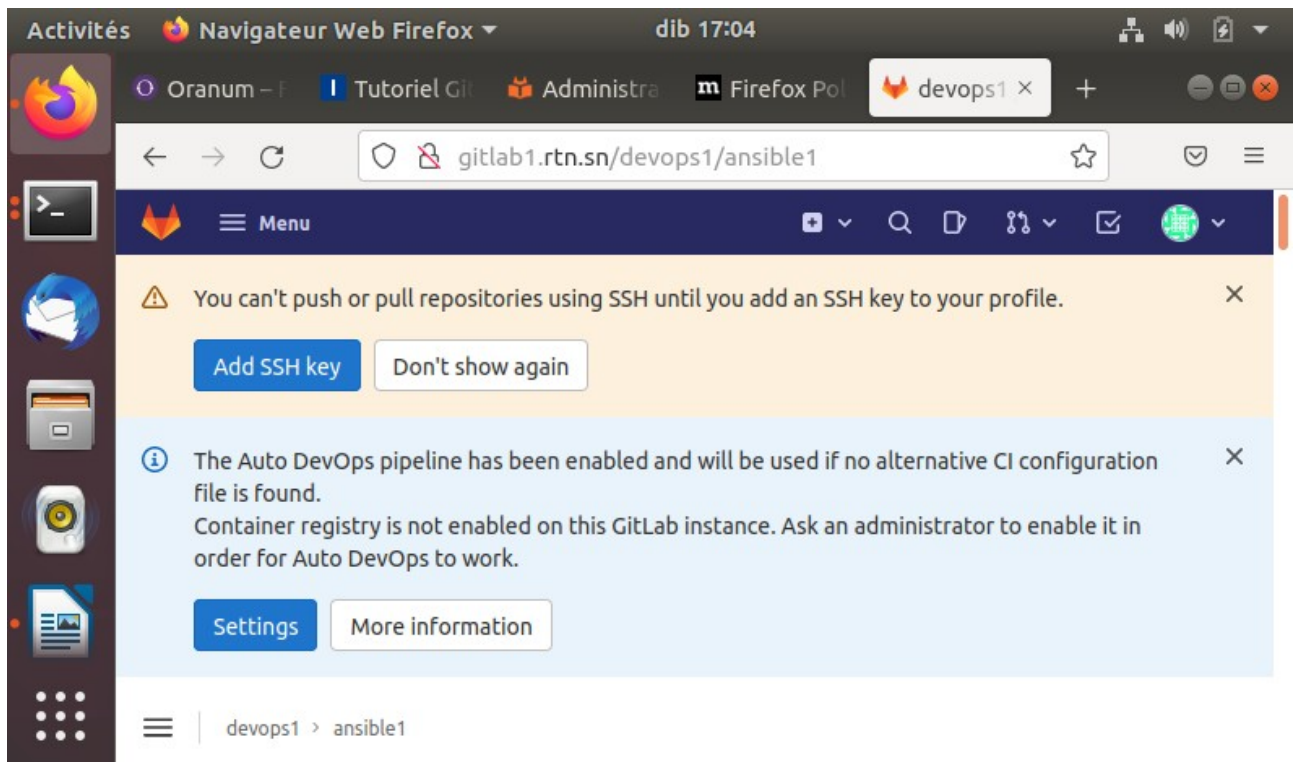 Activités Navigateur Web Firefox dib 17:04
Oranum – F Tutoriel Git Administra m Firefox Pol devops1
gitlab1.rtn.sn/devops1/ansible1
Menu
You can't push or pull repositories using SSH until you add an SSH key to your profile.
Add SSH key Don't show again
The Auto DevOps pipeline has been enabled and will be used if no alternative CI configuration
file is found.
Container registry is not enabled on this GitLab instance. Ask an administrator to enable it in
order for Auto DevOps to work.
Settings More information
devops1 > ansible1